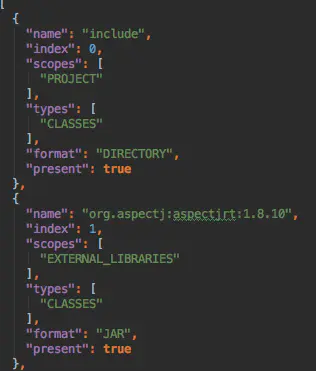 [
{
"name": "include",
"index": 0,
"scopes": [
"PROJECT"
],
"types": [
"CLASSES"
],
"format": "DIRECTORY",
"present": true
},
{
"name": "org.aspectj:aspectjrt:1.8.10",
"index": 1,
"scopes": [
"EXTERNAL_LIBRARIES"
],
"types": [
"CLASSES"
],
"format": "JAR",
"present": true
},